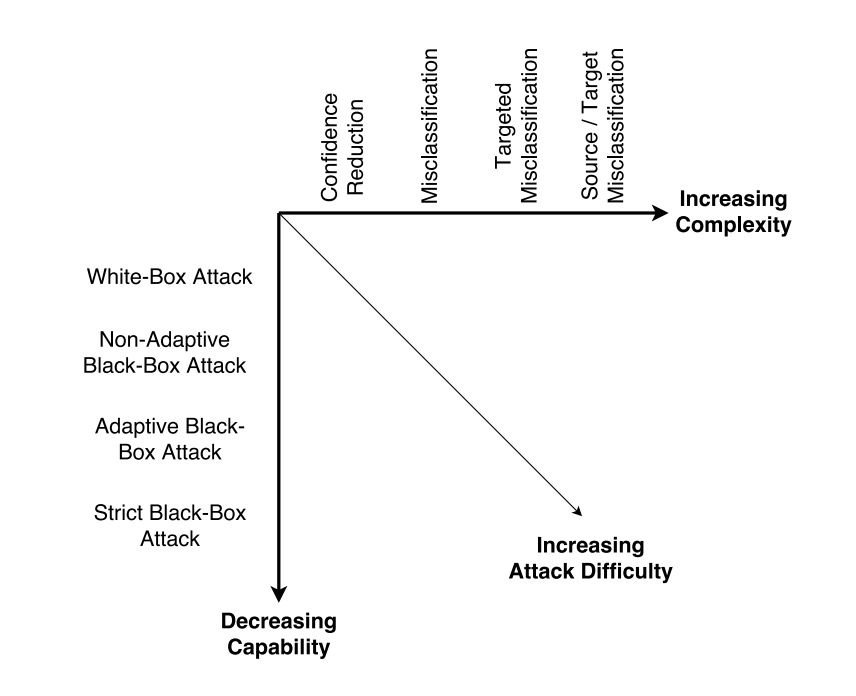 Confidence
Reduction
Misclassification
Targeted
Misclassification
Source / Target
Misclassification
Increasing
Complexity
White-Box Attack
Non-Adaptive
Black-Box Attack
Adaptive Black-
Box Attack
Strict Black-Box
Attack
Increasing
Attack Difficulty
Decreasing
Capability